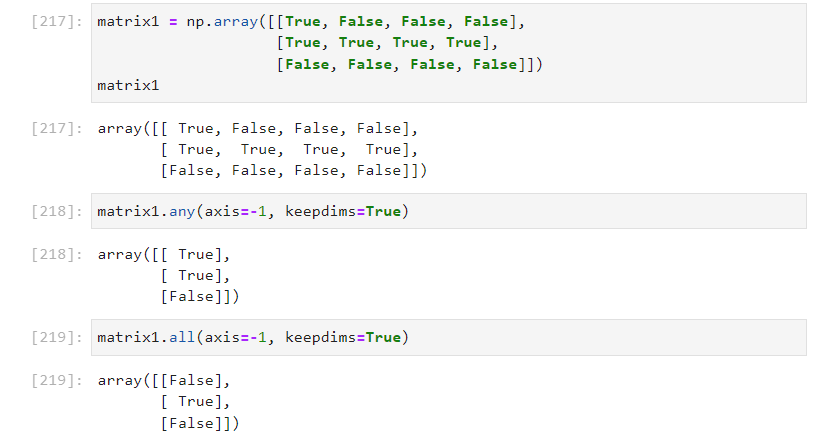 [217]: matrix1 = np.array([[True, False, False, False],
[True, True, True, True],
[False, False, False, False]])
matrix1
[217]: array([[ True, False, False, False],
[ True,  True,  True,  True],
[False, False, False, False]])
[218]: matrix1.any(axis=-1, keepdims=True)
[218]: array([[ True],
[ True],
[False]])
[219]: matrix1.all(axis=-1, keepdims=True)
[219]: array([[False],
[ True],
[False]])